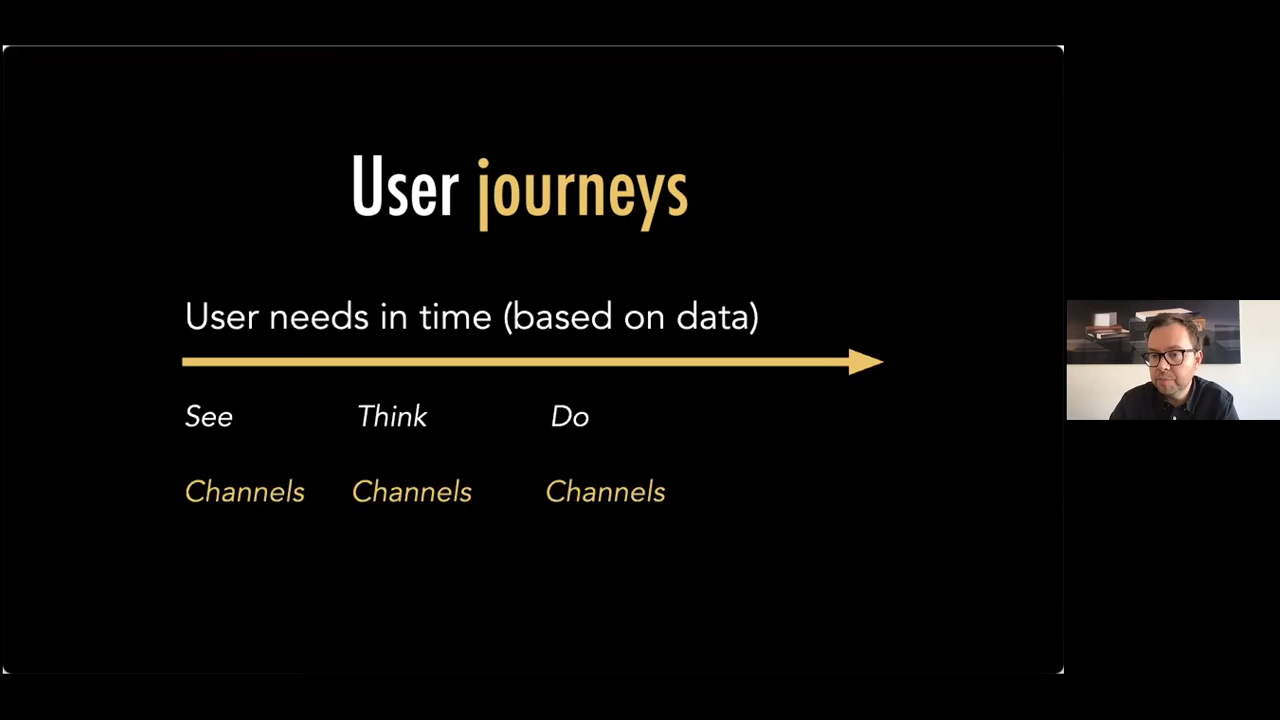 User journeys
User needs in time (based on data)
See Think Do
Channels Channels Channels